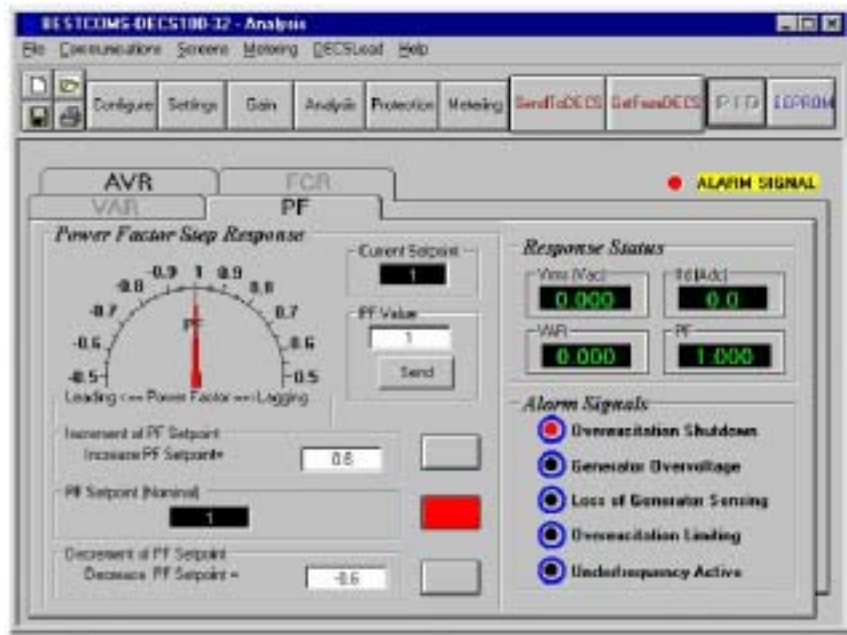 BESTCOMS-DECS100-32 - Analysis
File Communications Screens Metering DECSLoad Help
Configure Settings Gain Analysis Protection Metering SendToDECS GetFromDECS PID EEPROM
AVR FCR
ALARM SIGNAL
VAR PF
Power Factor Step Response
-0.5 -0.6 -0.7 -0.8 -0.9 1 0.9 0.8 0.7 0.6 0.5
PF
Leading <-- Power Factor --> Lagging
Current Setpoint
1
PF Value
1
Send
Increment of PF Setpoint
Increase PF Setpoint=
0.6
PF Setpoint (Nominal)
1
Decrement of PF Setpoint
Decrease PF Setpoint =
-0.6
Response Status
Vrms (Vac)
0.000
Ifd (Adc)
0.0
VAR
0.000
PF
1.000
Alarm Signals
Overexcitation Shutdown
Generator Overvoltage
Loss of Generator Sensing
Overexcitation Limiting
Underfrequency Active